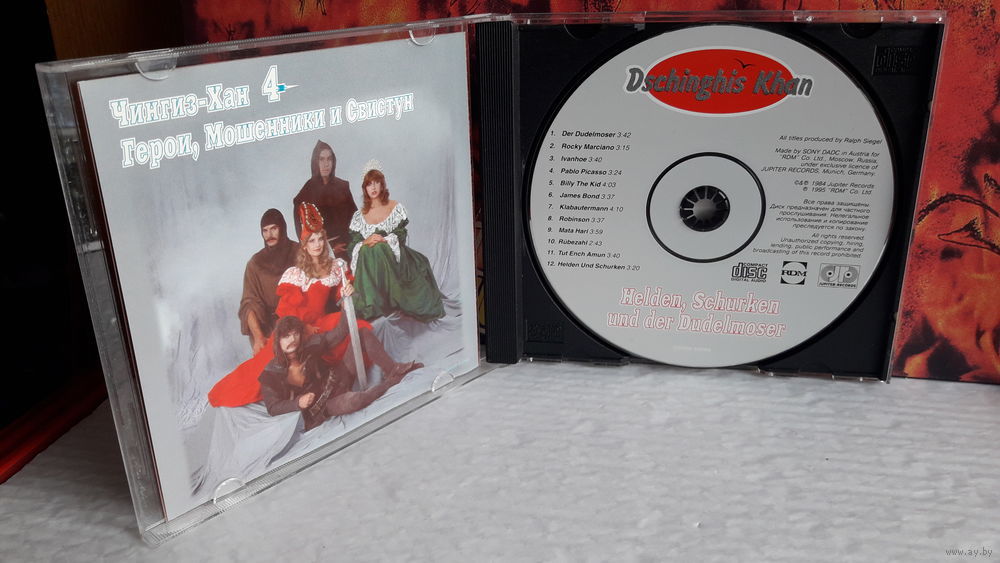 Чингиз-Хан 4
Герои, Мошенники и Свистун
Dschinghis Khan
1. Der Dudelmoser 3:42
2. Rocky Marciano 3:15
3. Ivanhoe 3:40
4. Pablo Picasso 3:24
5. Billy The Kid 4:03
6. James Bond 3:37
7. Klabautermann 4:10
8. Robinson 3:37
9. Mata Hari 3:59
10. Rübezahl 2:43
11. Tut Ench Amun 3:40
12. Helden Und Schurken 3:20
All titles produced by Ralph Siegel
Made by SONY DADC in Austria for
"RDM" Co. Ltd., Moscow, Russia,
under exclusive licence of
JUPITER RECORDS, Munich, Germany.
©&℗ 1984 Jupiter Records
℗ 1995 "RDM" Co. Ltd.
Все права защищены.
Диск предназначен для частного
прослушивания. Нелегальное
использование и копирование
преследуется по закону.
All rights reserved.
Unauthorized copying, hiring,
lending, public performance and
broadcasting of this record prohibited.
COMPACT
disc
DIGITAL AUDIO
RDM
JUPITER RECORDS
Helden, Schurken
und der Dudelmoser
www.ay.by